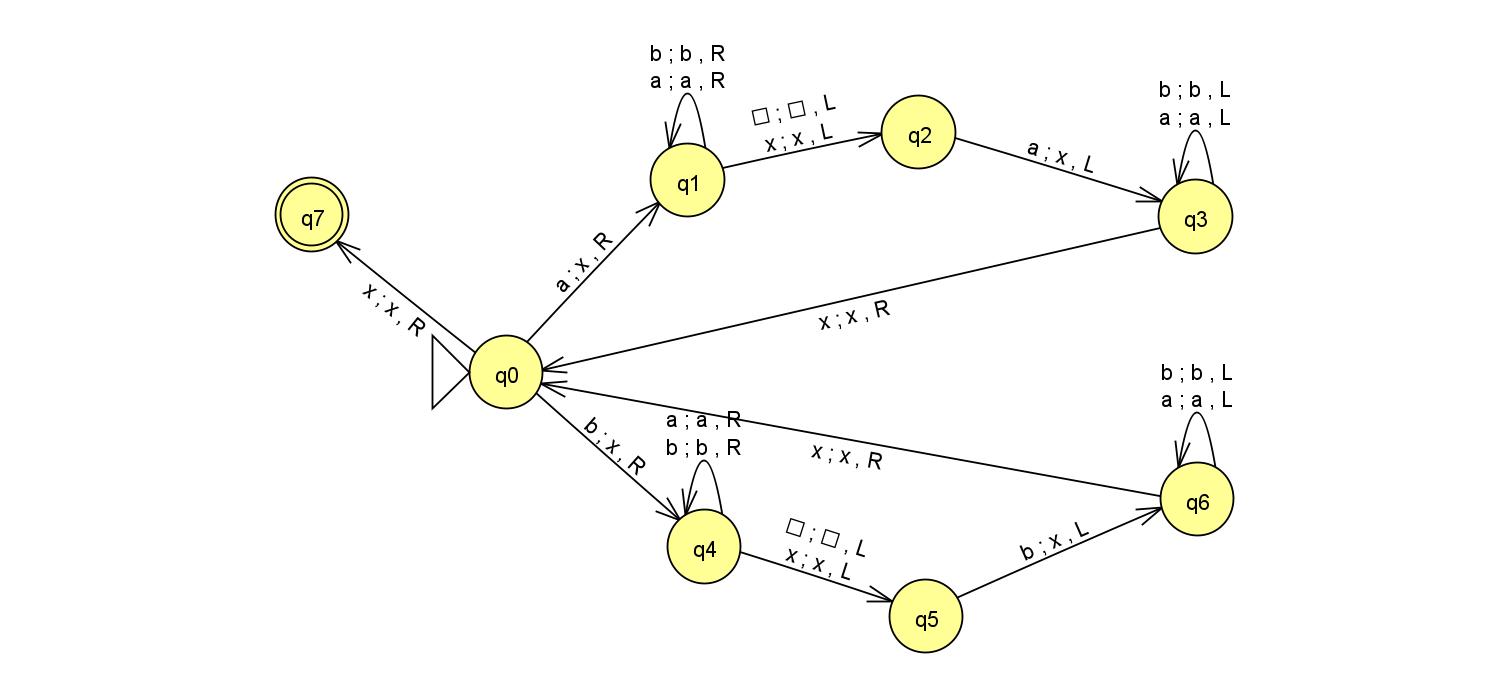 b ; b , R
a ; a , R
□ ; □ , L
x ; x , L
b ; b , L
a ; a , L
q2
a ; x , L
q1
q3
q7
a ; x , R
x ; x , R
x ; x , R
q0
b ; b , L
a ; a , L
a ; a , R
b ; b , R
b ; x , R
x ; x , R
q6
□ ; □ , L
x ; x , L
b ; x , L
q4
q5